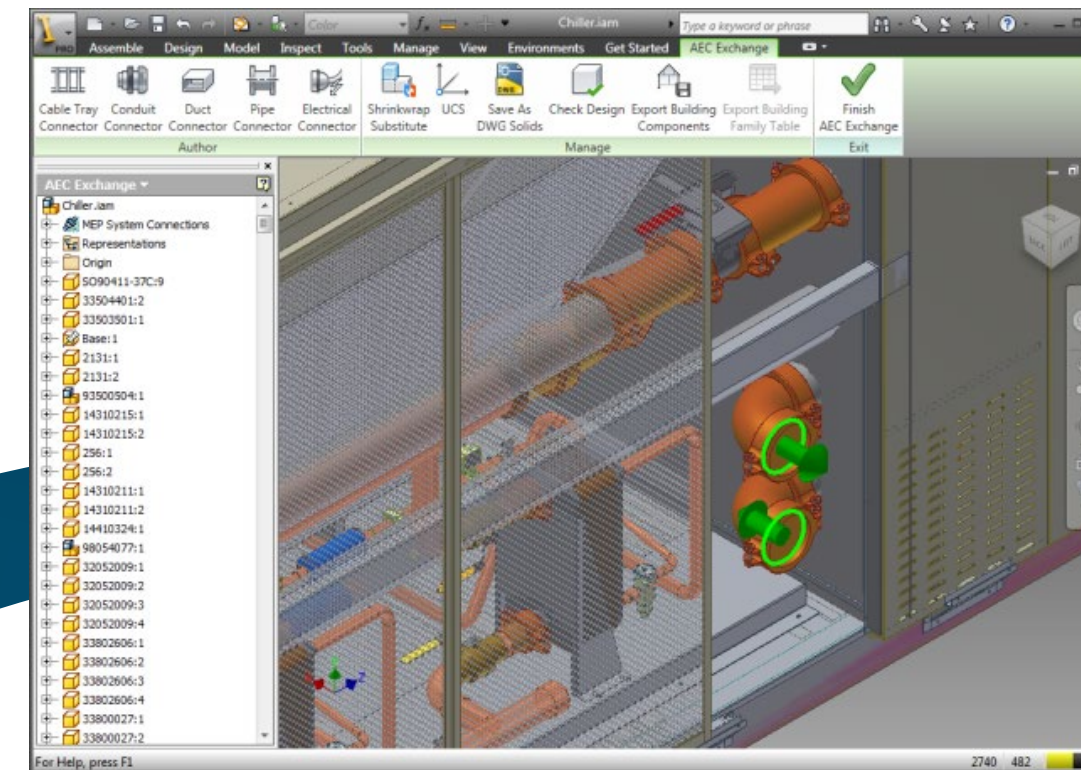 PRO
Color
Chiller.iam
Type a keyword or phrase
Assemble Design Model Inspect Tools Manage View Environments Get Started AEC Exchange
Cable Tray Connector
Conduit Connector
Duct Connector
Pipe Connector
Electrical Connector
Shrinkwrap Substitute
UCS
DWG
Save As DWG Solids
Check Design
Export Building Components
Export Building Family Table
Finish AEC Exchange
Author Manage Exit
AEC Exchange
Chiller.iam
MEP System Connections
Representations
Origin
SO90411-37C:9
33504401:2
33503501:1
Base:1
2131:1
2131:2
93500504:1
14310215:1
14310215:2
256:1
256:2
14310211:1
14310211:2
14410324:1
98054077:1
32052009:1
32052009:2
32052009:3
32052009:4
33802606:1
33802606:2
33802606:3
33802606:4
33800027:1
33800027:2
For Help, press F1
2740 482